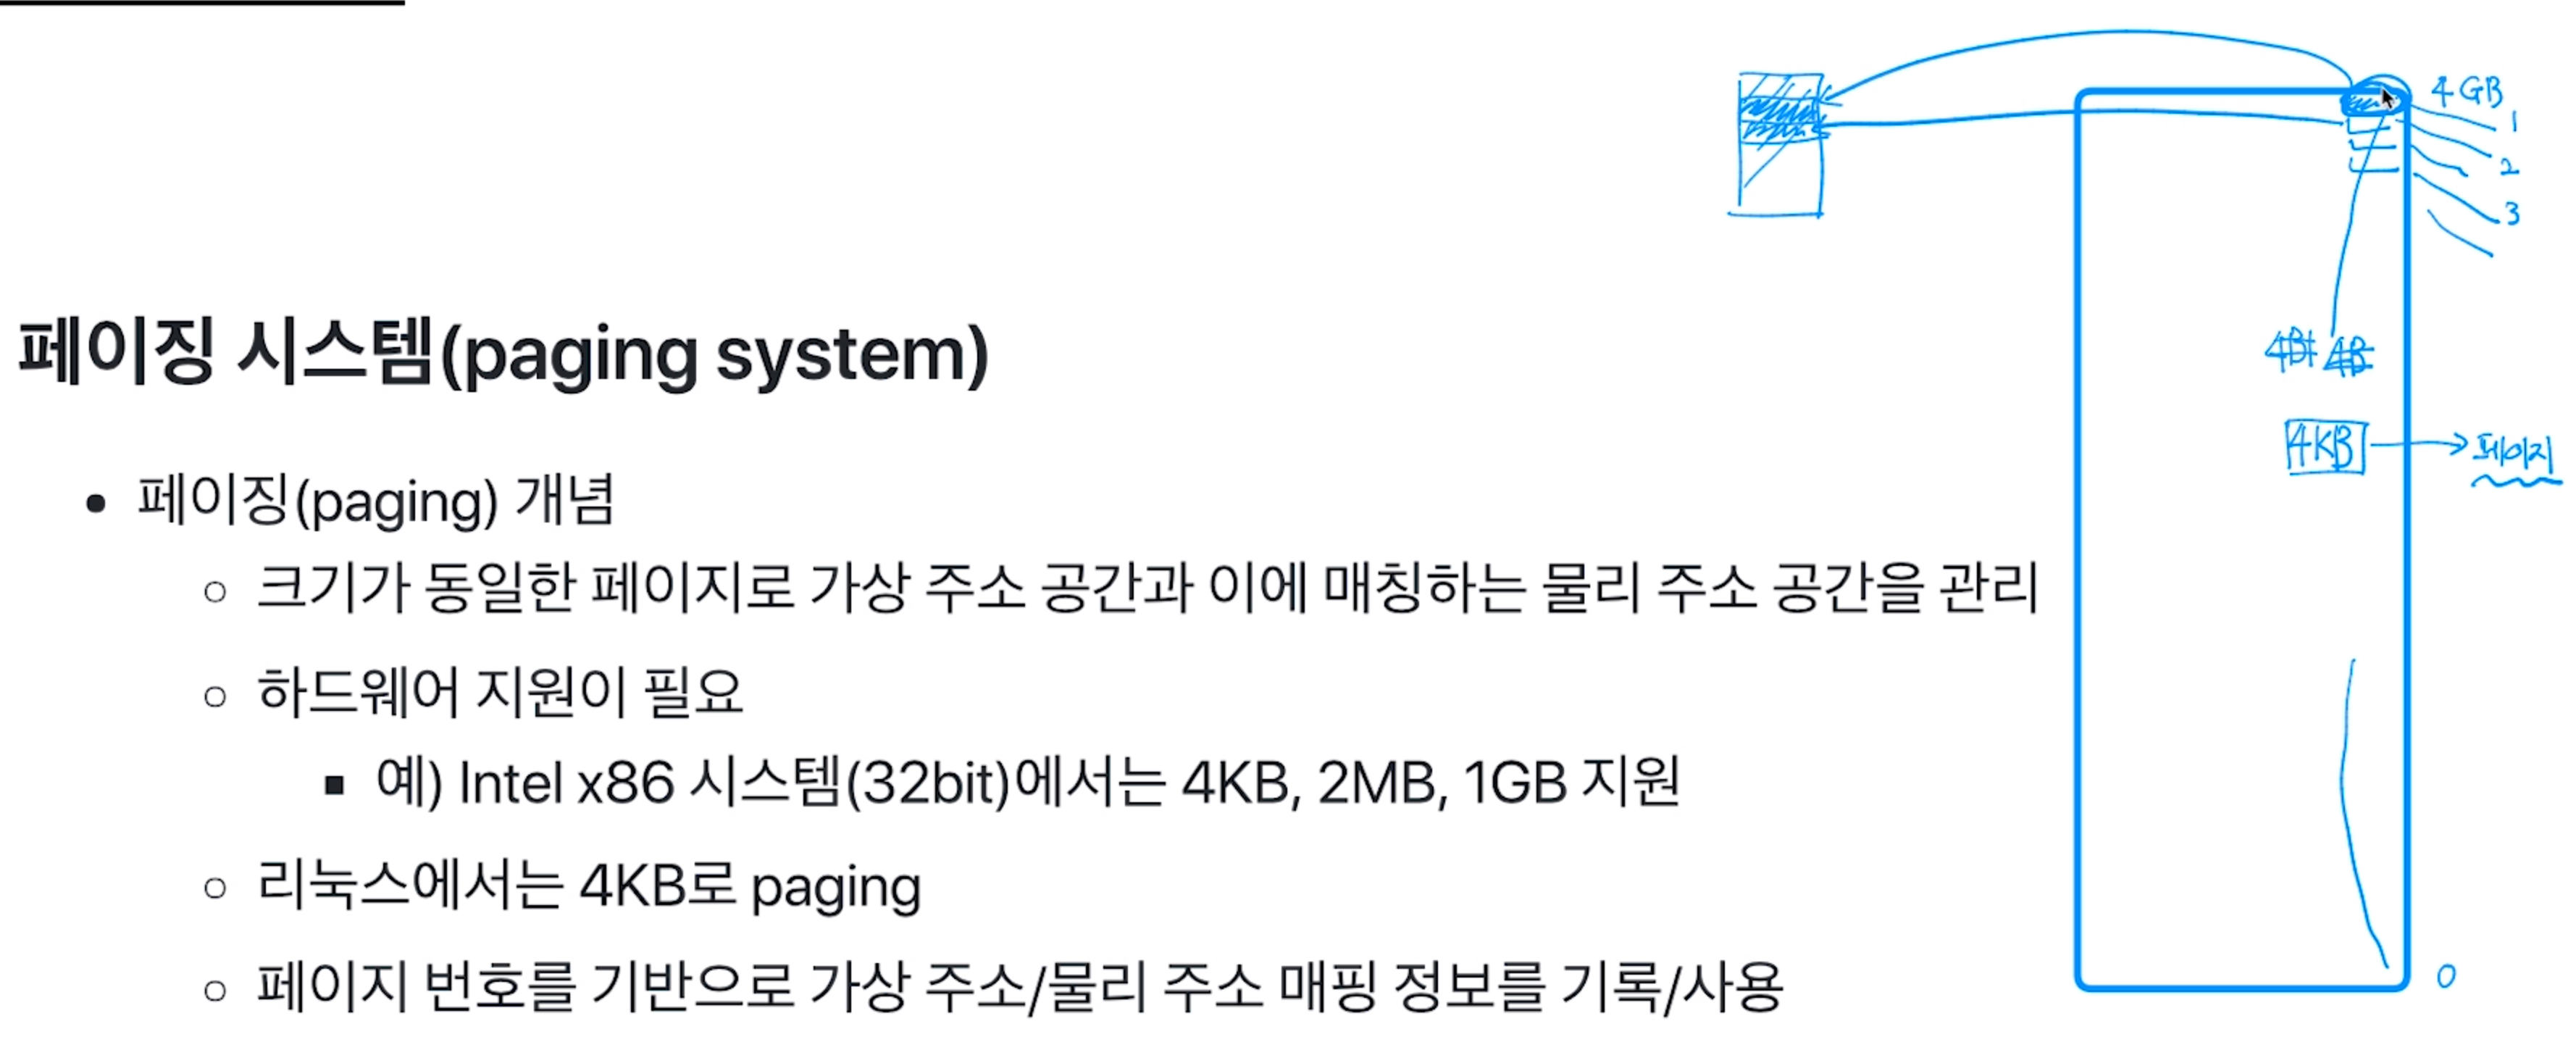 4GB
1
2
3
페이징 시스템(paging system)
4B 4B
4KB → 페이지
• 페이징(paging) 개념
○ 크기가 동일한 페이지로 가상 주소 공간과 이에 매칭하는 물리 주소 공간을 관리
○ 하드웨어 지원이 필요
▪ 예) Intel x86 시스템(32bit)에서는 4KB, 2MB, 1GB 지원
○ 리눅스에서는 4KB로 paging
○ 페이지 번호를 기반으로 가상 주소/물리 주소 매핑 정보를 기록/사용
0